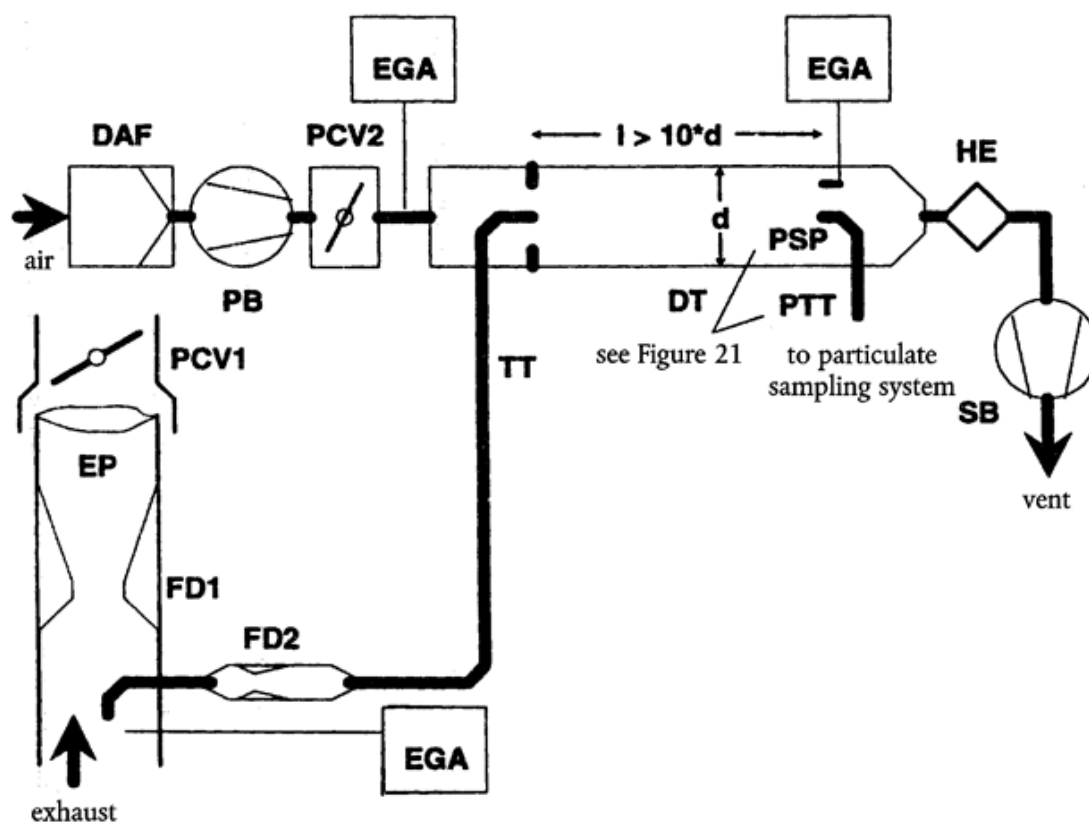 EGA
EGA
DAF
PCV2
l > 10*d
HE
air
d
PSP
PB
DT
PTT
PCV1
see Figure 21
to particulate
sampling system
TT
SB
EP
vent
FD1
FD2
EGA
exhaust